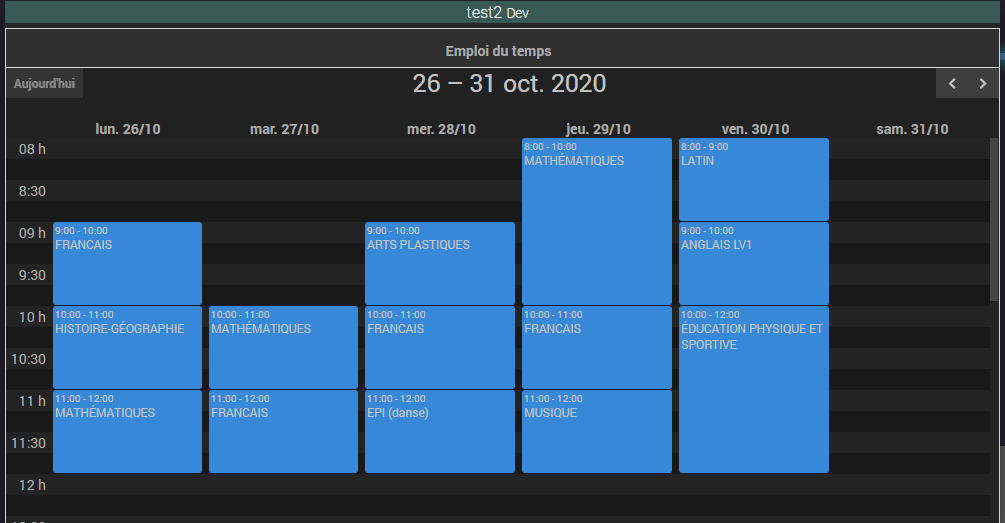 test2 Dev
Emploi du temps
Aujourd'hui
26 – 31 oct. 2020
lun. 26/10
mar. 27/10
mer. 28/10
jeu. 29/10
ven. 30/10
sam. 31/10
08 h
8:30
09 h
9:30
10 h
10:30
11 h
11:30
12 h
9:00 - 10:00
FRANCAIS
10:00 - 11:00
HISTOIRE-GÉOGRAPHIE
11:00 - 12:00
MATHÉMATIQUES
10:00 - 11:00
MATHÉMATIQUES
11:00 - 12:00
FRANCAIS
9:00 - 10:00
ARTS PLASTIQUES
10:00 - 11:00
FRANCAIS
11:00 - 12:00
EPI (danse)
8:00 - 10:00
MATHÉMATIQUES
10:00 - 11:00
FRANCAIS
11:00 - 12:00
MUSIQUE
8:00 - 9:00
LATIN
9:00 - 10:00
ANGLAIS LV1
10:00 - 12:00
ÉDUCATION PHYSIQUE ET
SPORTIVE